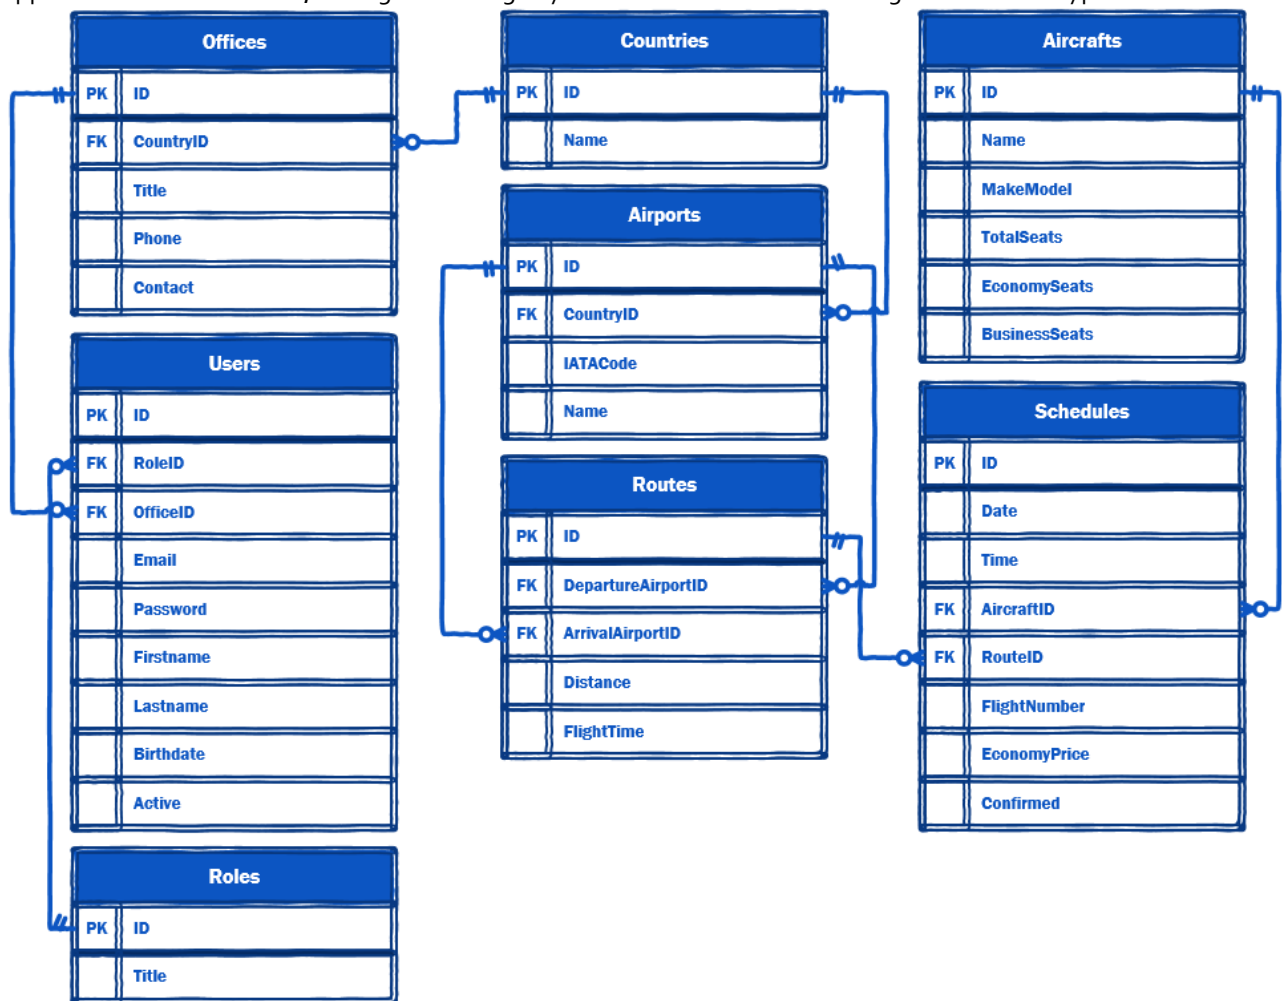 Offices
PK ID
FK CountryID
Title
Phone
Contact
Users
PK ID
FK RoleID
FK OfficeID
Email
Password
Firstname
Lastname
Birthdate
Active
Roles
PK ID
Title
Countries
PK ID
Name
Airports
PK ID
FK CountryID
IATACode
Name
Routes
PK ID
FK DepartureAirportID
FK ArrivalAirportID
Distance
FlightTime
Aircrafts
PK ID
Name
MakeModel
TotalSeats
EconomySeats
BusinessSeats
Schedules
PK ID
Date
Time
FK AircraftID
FK RouteID
FlightNumber
EconomyPrice
Confirmed